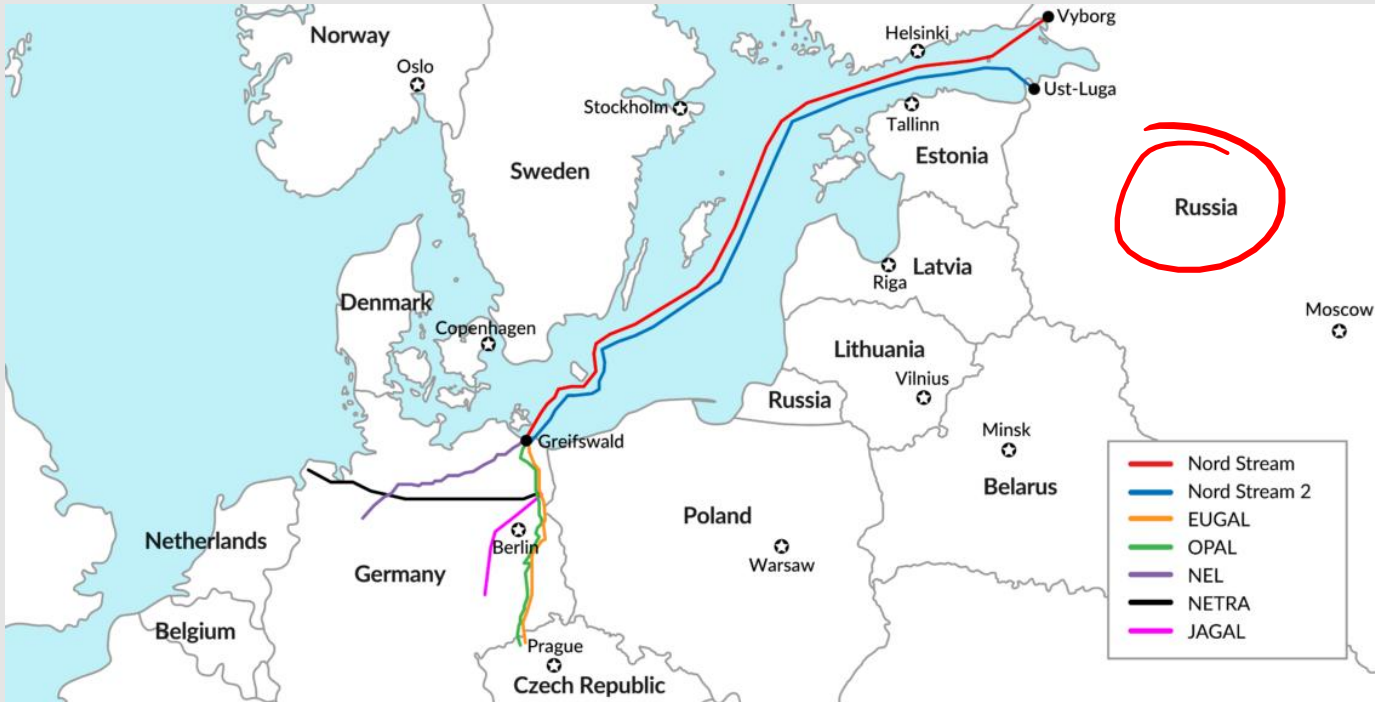 Vyborg
Norway
Helsinki
Oslo
Ust-Luga
Stockholm
Tallinn
Estonia
Sweden
Russia
Riga
Latvia
Denmark
Moscow
Copenhagen
Lithuania
Vilnius
Russia
Minsk
Greifswald
Belarus
Poland
Netherlands
Berlin
Warsaw
Germany
Belgium
Prague
Czech Republic
Nord Stream
Nord Stream 2
EUGAL
OPAL
NEL
NETRA
JAGAL